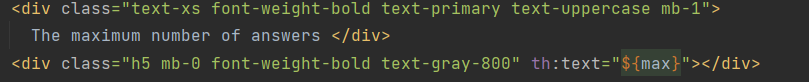 <div class="text-xs font-weight-bold text-primary text-uppercase mb-1">
The maximum number of answers </div>
<div class="h5 mb-0 font-weight-bold text-gray-800" th:text="${max}"></div>